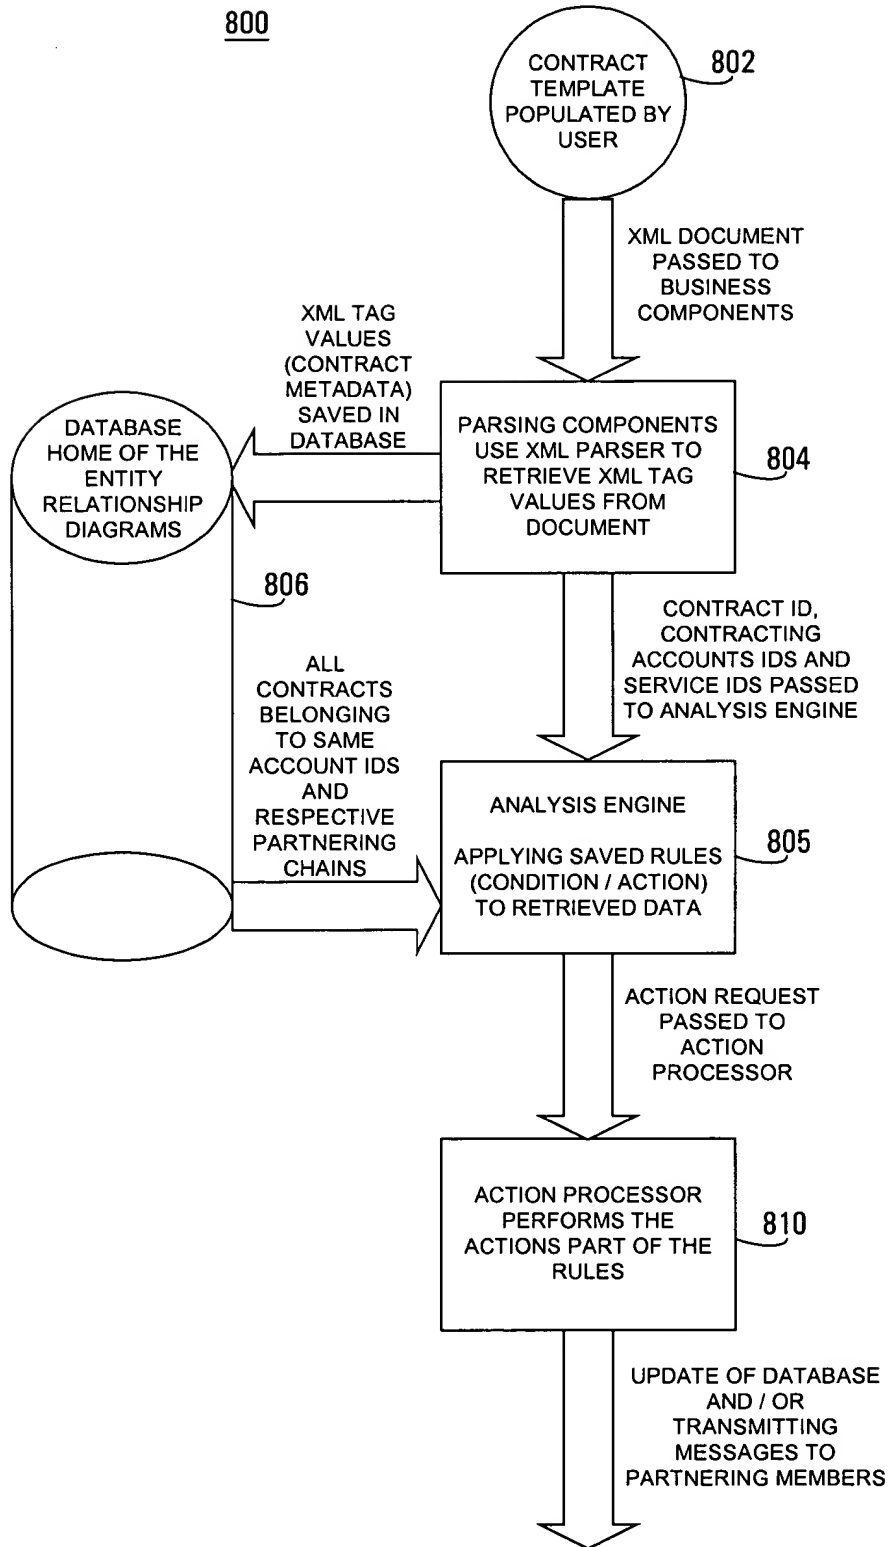 800
CONTRACT
TEMPLATE
POPULATED BY
USER
802
XML DOCUMENT
PASSED TO
BUSINESS
COMPONENTS
XML TAG
VALUES
(CONTRACT
METADATA)
SAVED IN
DATABASE
DATABASE
HOME OF THE
ENTITY
RELATIONSHIP
DIAGRAMS
PARSING COMPONENTS
USE XML PARSER TO
RETRIEVE XML TAG
VALUES FROM
DOCUMENT
804
806
CONTRACT ID,
CONTRACTING
ACCOUNTS IDS AND
SERVICE IDS PASSED
TO ANALYSIS ENGINE
ALL
CONTRACTS
BELONGING
TO SAME
ACCOUNT IDS
AND
RESPECTIVE
PARTNERING
CHAINS
ANALYSIS ENGINE
APPLYING SAVED RULES
(CONDITION / ACTION)
TO RETRIEVED DATA
805
ACTION REQUEST
PASSED TO
ACTION
PROCESSOR
ACTION PROCESSOR
PERFORMS THE
ACTIONS PART OF THE
RULES
810
UPDATE OF DATABASE
AND / OR
TRANSMITTING
MESSAGES TO
PARTNERING MEMBERS